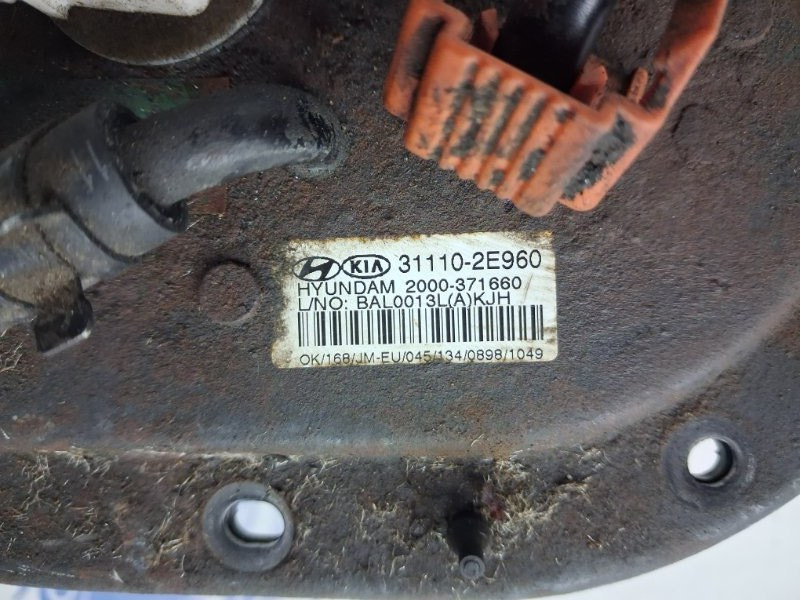 KIA 31110-2E960
HYUNDAM 2000-371660
L/NO: BAL0013L(A)KJH
OK/168/JM-EU/045/134/0898/1049